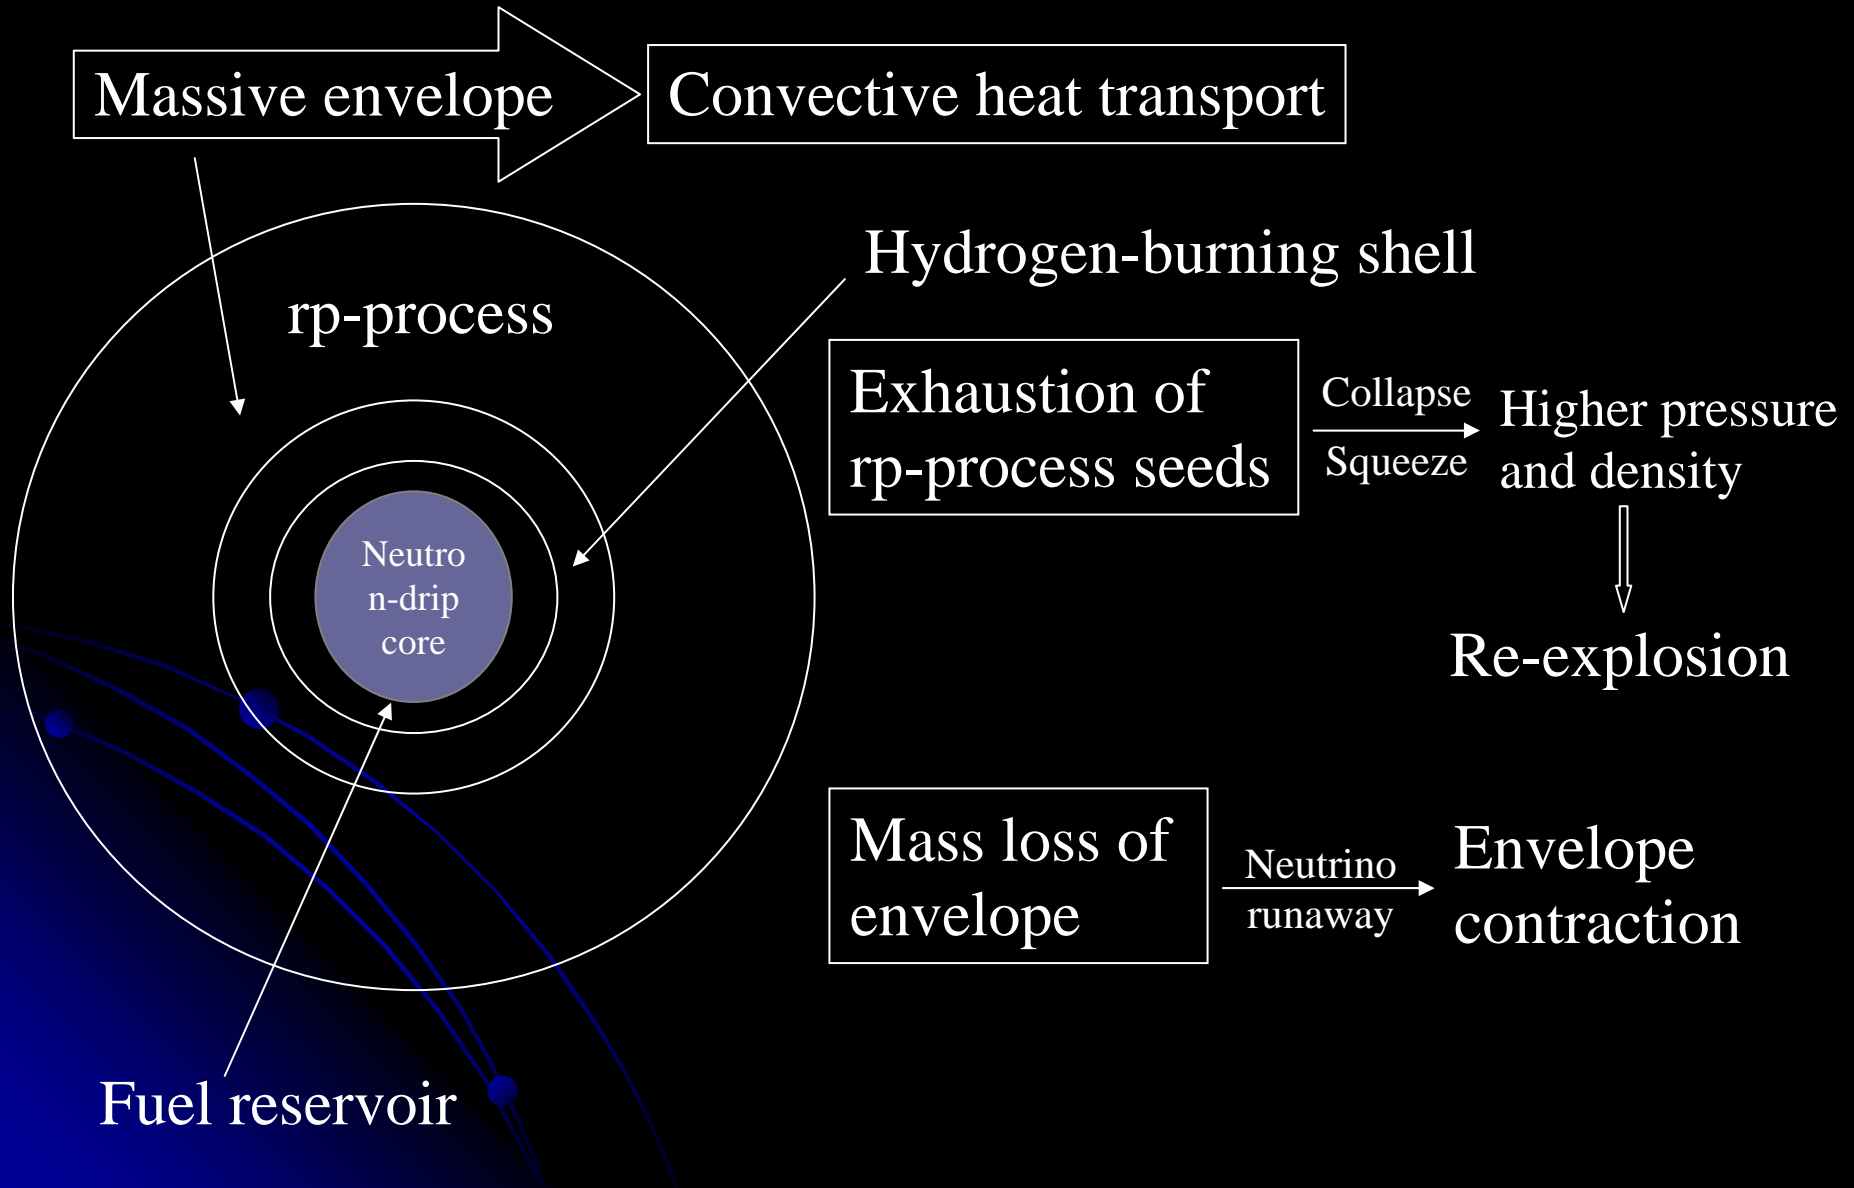 Massive envelope
Convective heat transport
Hydrogen-burning shell
rp-process
Exhaustion of
rp-process seeds
Collapse
Squeeze
Higher pressure
and density
Re-explosion
Neutro
n-drip
core
Mass loss of
envelope
Neutrino
runaway
Envelope
contraction
Fuel reservoir